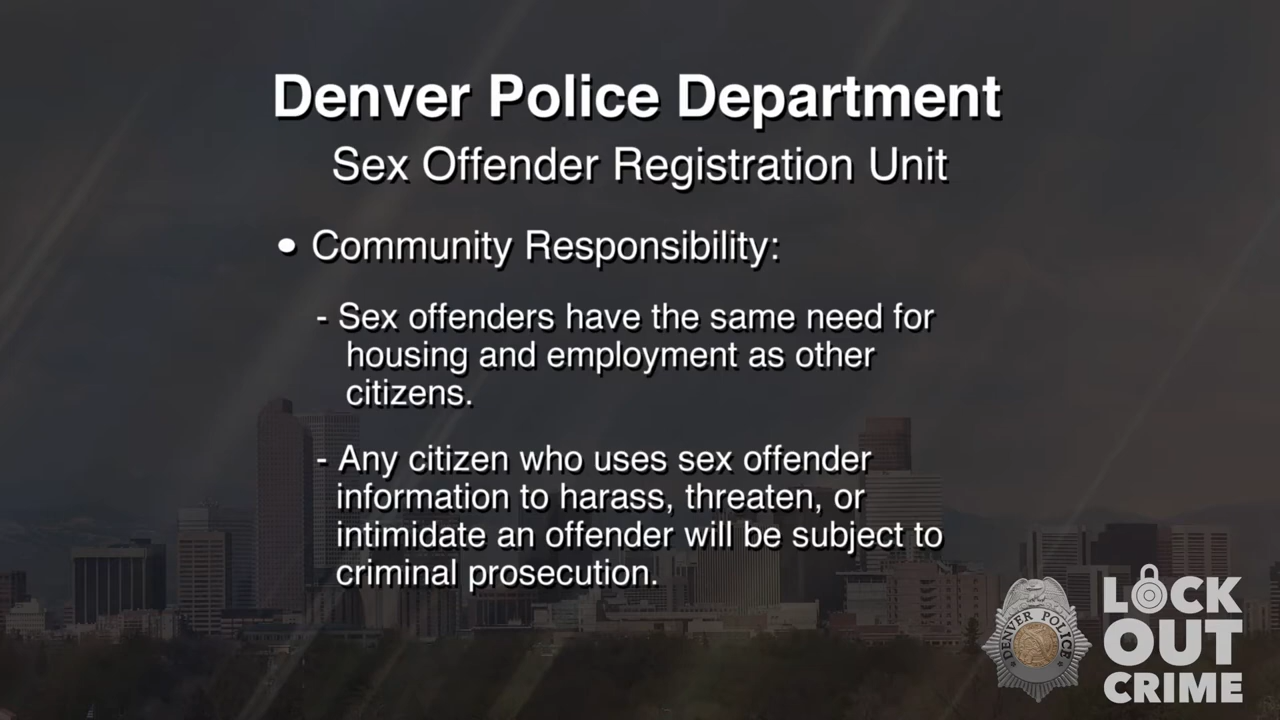 Denver Police Department
Sex Offender Registration Unit
• Community Responsibility:
- Sex offenders have the same need for
housing and employment as other
citizens.
- Any citizen who uses sex offender
information to harass, threaten, or
intimidate an offender will be subject to
criminal prosecution.
DENVER POLICE
LOCK
OUT
CRIME